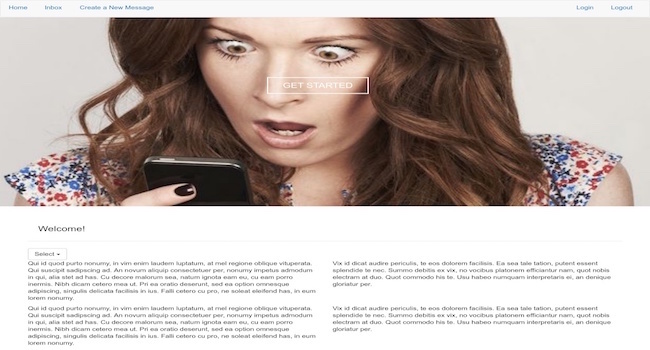 Home Inbox Create a New Message Login Logout
GET STARTED
Welcome!
Select
Qui id quod purto nonumy, in vim enim laudem luptatum, at mel regione oblique vituperata.
Qui suscipit sadipscing ad. An novum aliquip consectetuer per, nonumy impetus admodum
in qui, alia stet ad has. Cu decore malorum sea, natum ignota eam eu, cu eam porro
inermis. Nibh dicam cetero mea ut. Pri ea oratio deserunt, sed ea option omnesque
adipiscing, singulis delicata facilisis in ius. Falli cetero cu pro, ne soleat eleifend has, in eum
lorem nonumy.
Vix id dicat audire periculis, te eos dolorem facilisis. Ea sea tale tation, putent essent
splendide te nec. Summo debitis ex vix, no vocibus platonem efficiantur nam, quot nobis
electram at duo. Quot commodo his te. Usu habeo numquam interpretaris ei, an denique
gloriatur per.
Qui id quod purto nonumy, in vim enim laudem luptatum, at mel regione oblique vituperata.
Qui suscipit sadipscing ad. An novum aliquip consectetuer per, nonumy impetus admodum
in qui, alia stet ad has. Cu decore malorum sea, natum ignota eam eu, cu eam porro
inermis. Nibh dicam cetero mea ut. Pri ea oratio deserunt, sed ea option omnesque
adipiscing, singulis delicata facilisis in ius. Falli cetero cu pro, ne soleat eleifend has, in eum
lorem nonumy.
Vix id dicat audire periculis, te eos dolorem facilisis. Ea sea tale tation, putent essent
splendide te nec. Summo debitis ex vix, no vocibus platonem efficiantur nam, quot nobis
electram at duo. Quot commodo his te. Usu habeo numquam interpretaris ei, an denique
gloriatur per.